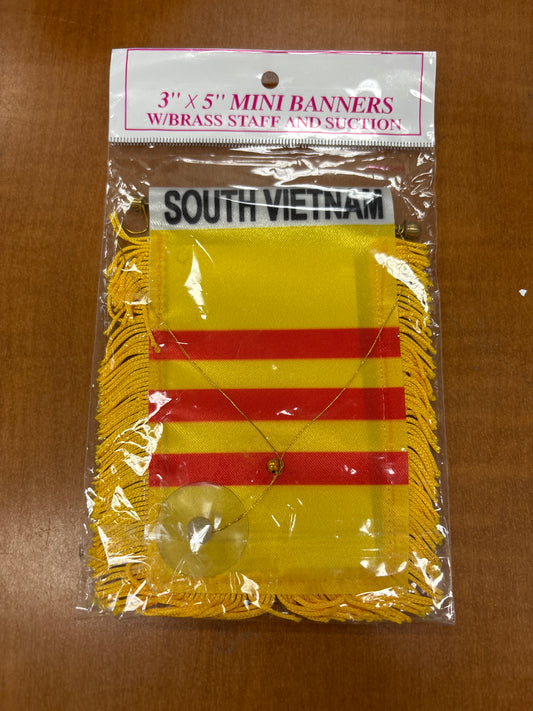 3" X 5" MINI BANNERS
W/BRASS STAFF AND SUCTION
SOUTH VIETNAM